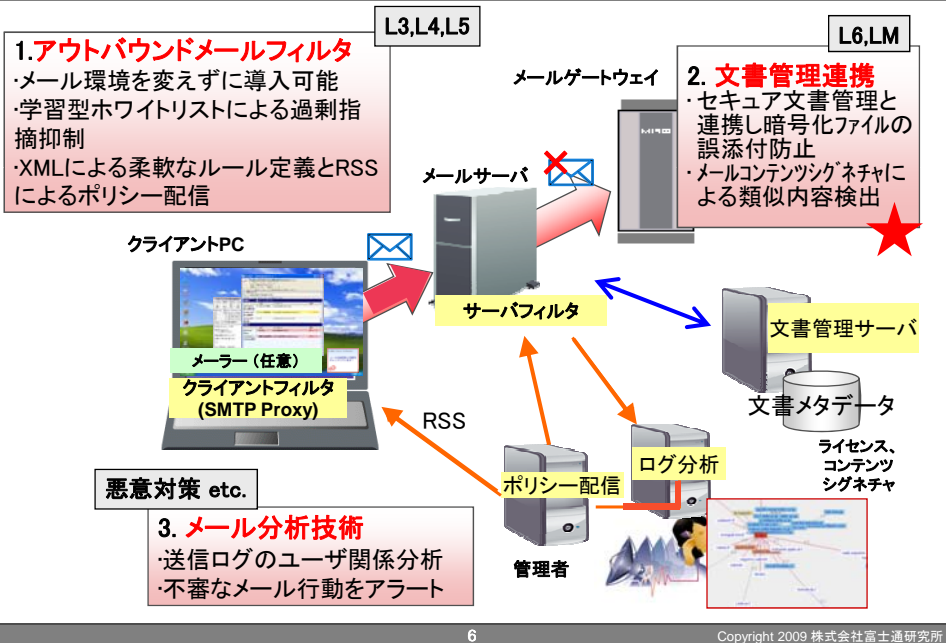 L3,L4,L5
1.アウトバウンドメールフィルタ
・メール環境を変えずに導入可能
・学習型ホワイトリストによる過剰指
摘抑制
・XMLによる柔軟なルール定義とRSS
によるポリシー配信
L6,LM
2. 文書管理連携
・セキュア文書管理と
連携し暗号化ファイルの
誤添付防止
・メールコンテンツシグネチャに
よる類似内容検出
メールゲートウェイ
メールサーバ
クライアントPC
サーバフィルタ
メーラー（任意）
クライアントフィルタ
(SMTP Proxy)
文書管理サーバ
文書メタデータ
ライセンス、
コンテンツ
シグネチャ
RSS
ログ分析
ポリシー配信
管理者
悪意対策 etc.
3. メール分析技術
・送信ログのユーザ関係分析
・不審なメール行動をアラート
6
Copyright 2009 株式会社富士通研究所